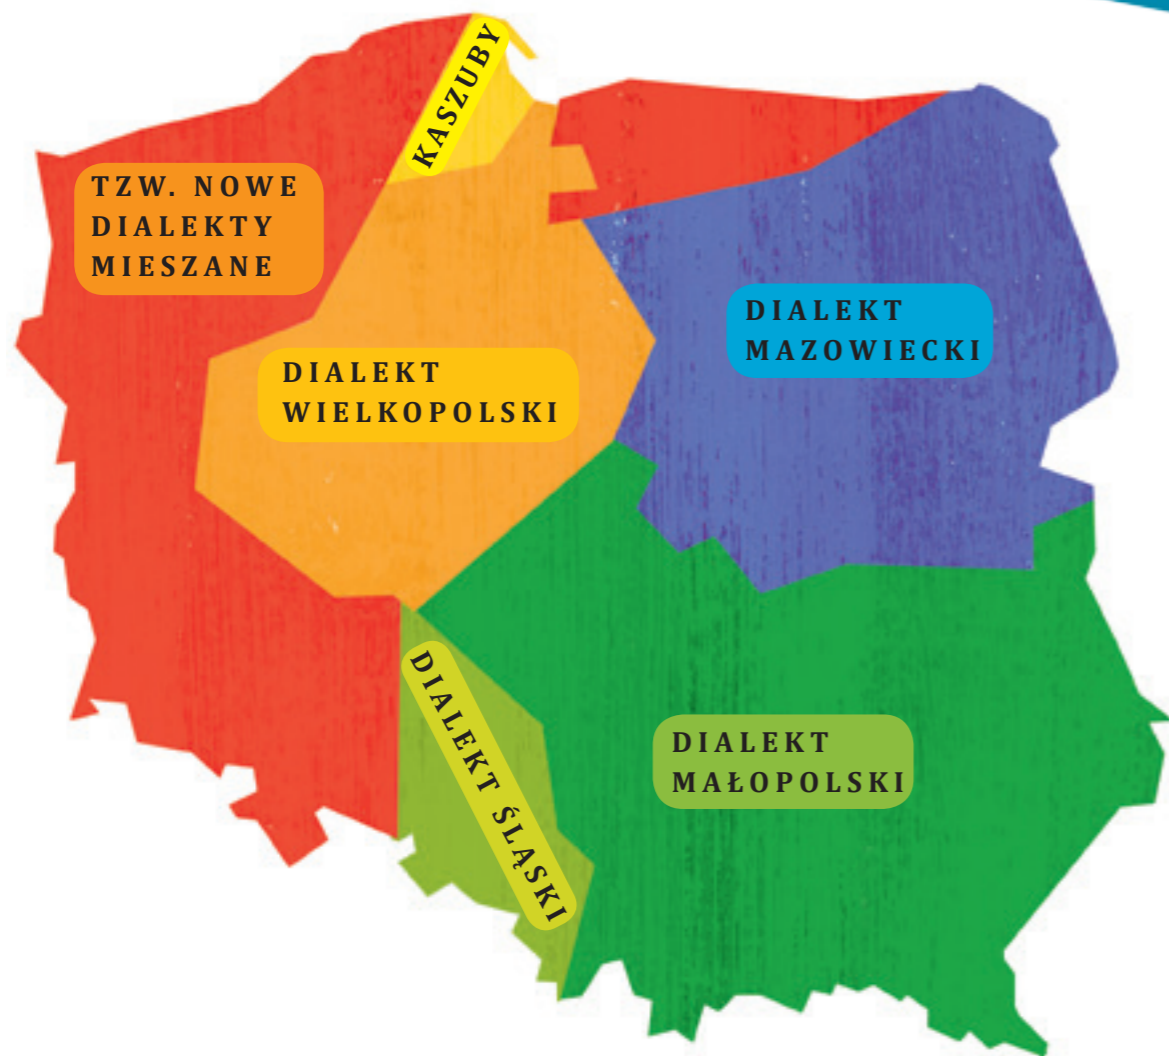 KASZUBY
TZW. NOWE
DIALEKTY
MIESZANE
DIALEKT
MAZOWIECKI
DIALEKT
WIELKOPOLSKI
DIALEKT ŚLĄSKI
DIALEKT
MAŁOPOLSKI